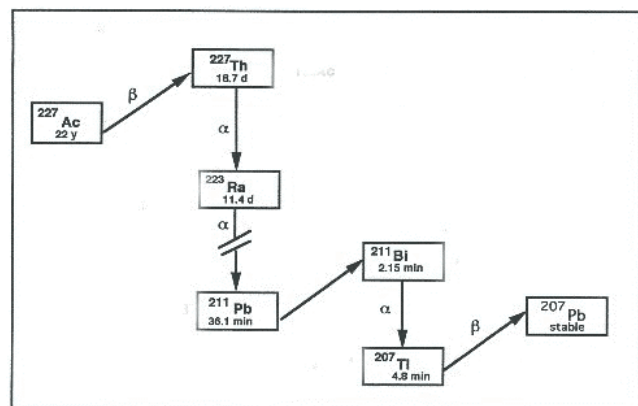 227Th
18.7 d
β
227Ac
22 y
α
223Ra
11.4 d
α
211Bi
2.15 min
211Pb
36.1 min
α
207Pb
stable
β
207Tl
4.8 min